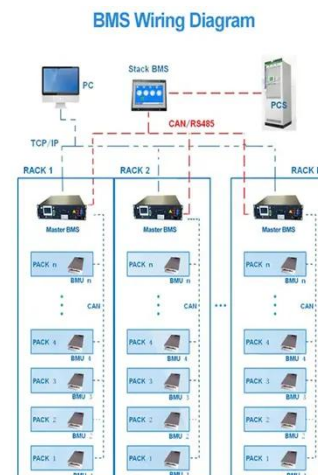 BMS Wiring Diagram
PC
Stack BMS
PCS
CAN/RS485
TCP/IP
RACK 1
RACK 2
RACK
Master BMS
Master BMS
Master BMS
PACK n
BMU n
PACK n
BMU n
PACK n
BMU n
CAN
CAN
CAN
PACK 4
BMU 4
PACK 4
BMU 4
PACK 4
BMU 4
PACK 3
BMU 3
PACK 3
BMU 3
PACK 3
BMU 3
PACK 2
BMU 2
PACK 2
BMU 2
PACK 2
BMU 2
PACK 1
PACK 1
PACK 1